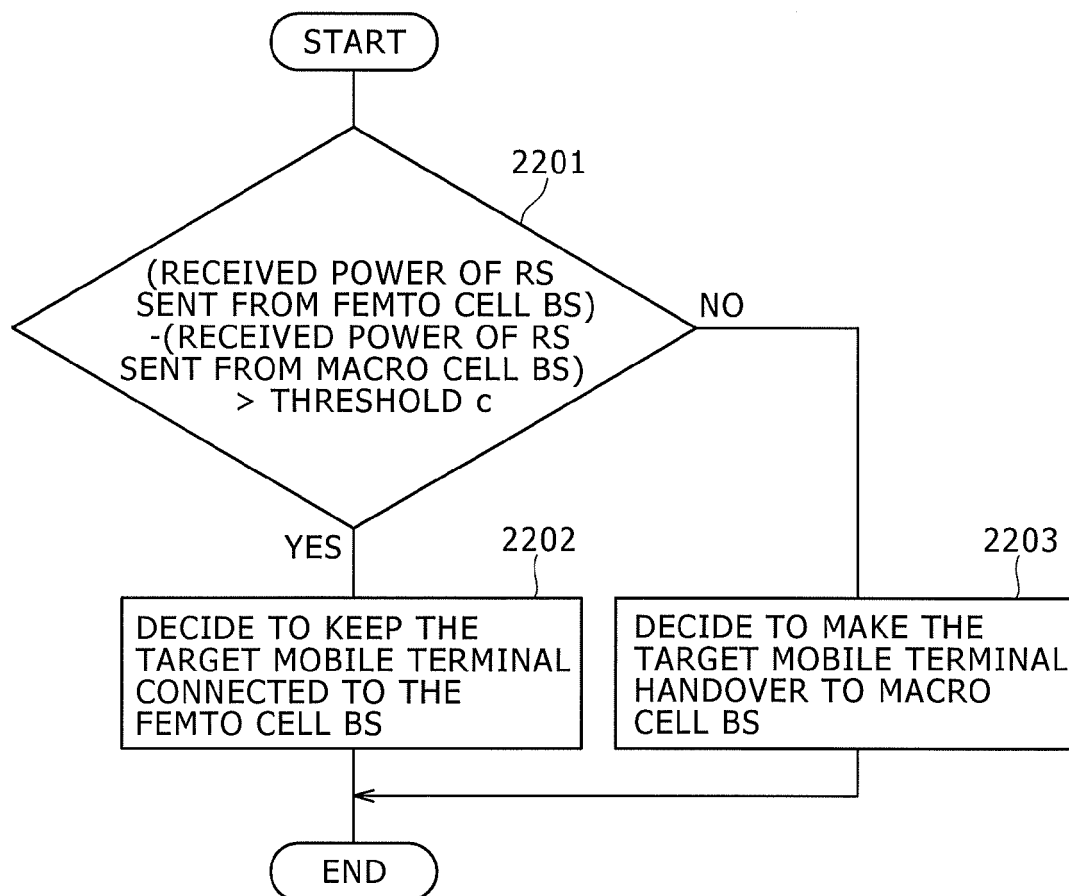 START
2201
(RECEIVED POWER OF RS
SENT FROM FEMTO CELL BS)
-(RECEIVED POWER OF RS
SENT FROM MACRO CELL BS)
> THRESHOLD c
NO
YES
2202
2203
DECIDE TO KEEP THE
TARGET MOBILE TERMINAL
CONNECTED TO THE
FEMTO CELL BS
DECIDE TO MAKE THE
TARGET MOBILE TERMINAL
HANDOVER TO MACRO
CELL BS
END